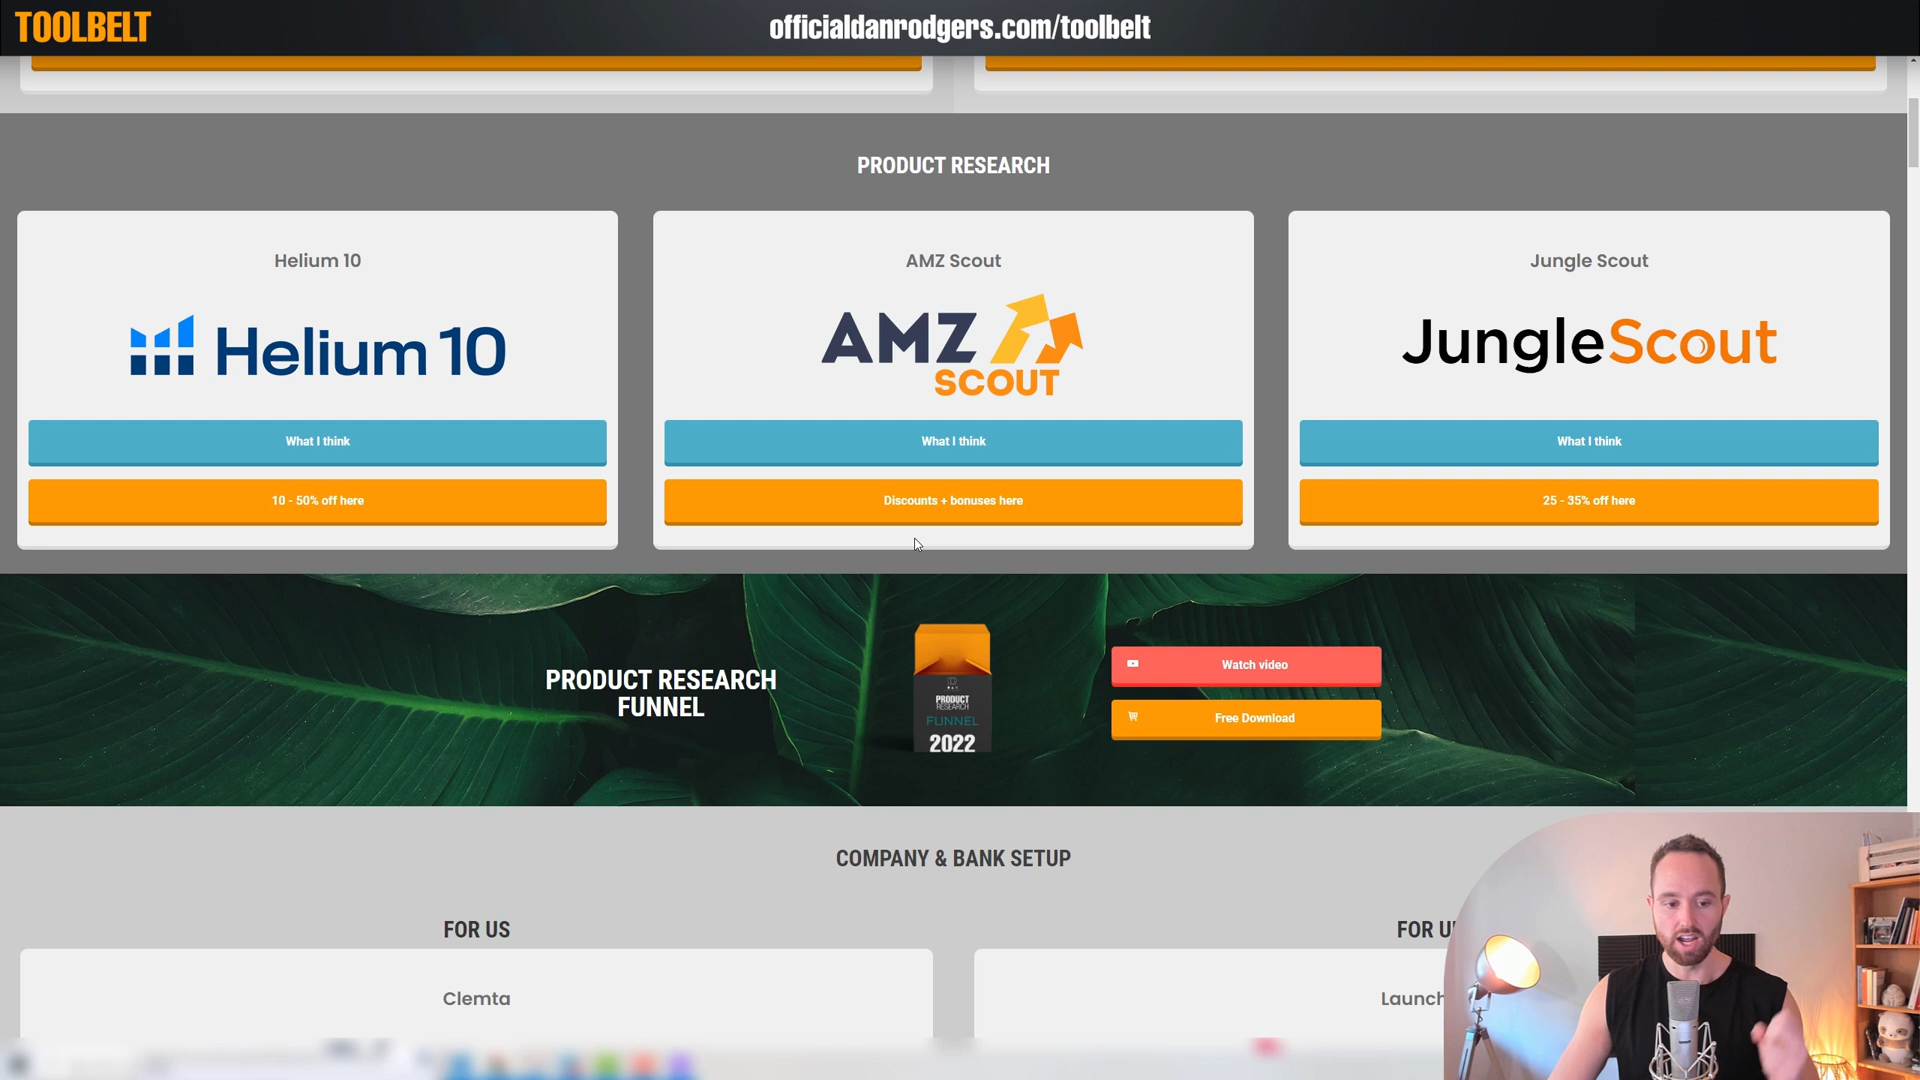 TOOLBELT
officialdanrodgers.com/toolbelt
PRODUCT RESEARCH
Helium 10
AMZ Scout
Jungle Scout
Helium 10
AMZ
SCOUT
JungleScout
What I think
What I think
What I think
10 - 50% off here
Discounts + bonuses here
25 - 35% off here
PRODUCT RESEARCH
FUNNEL
PRODUCT
RESEARCH
FUNNEL
2022
Watch video
Free Download
COMPANY & BANK SETUP
FOR US
FOR U
Clemta
Launch